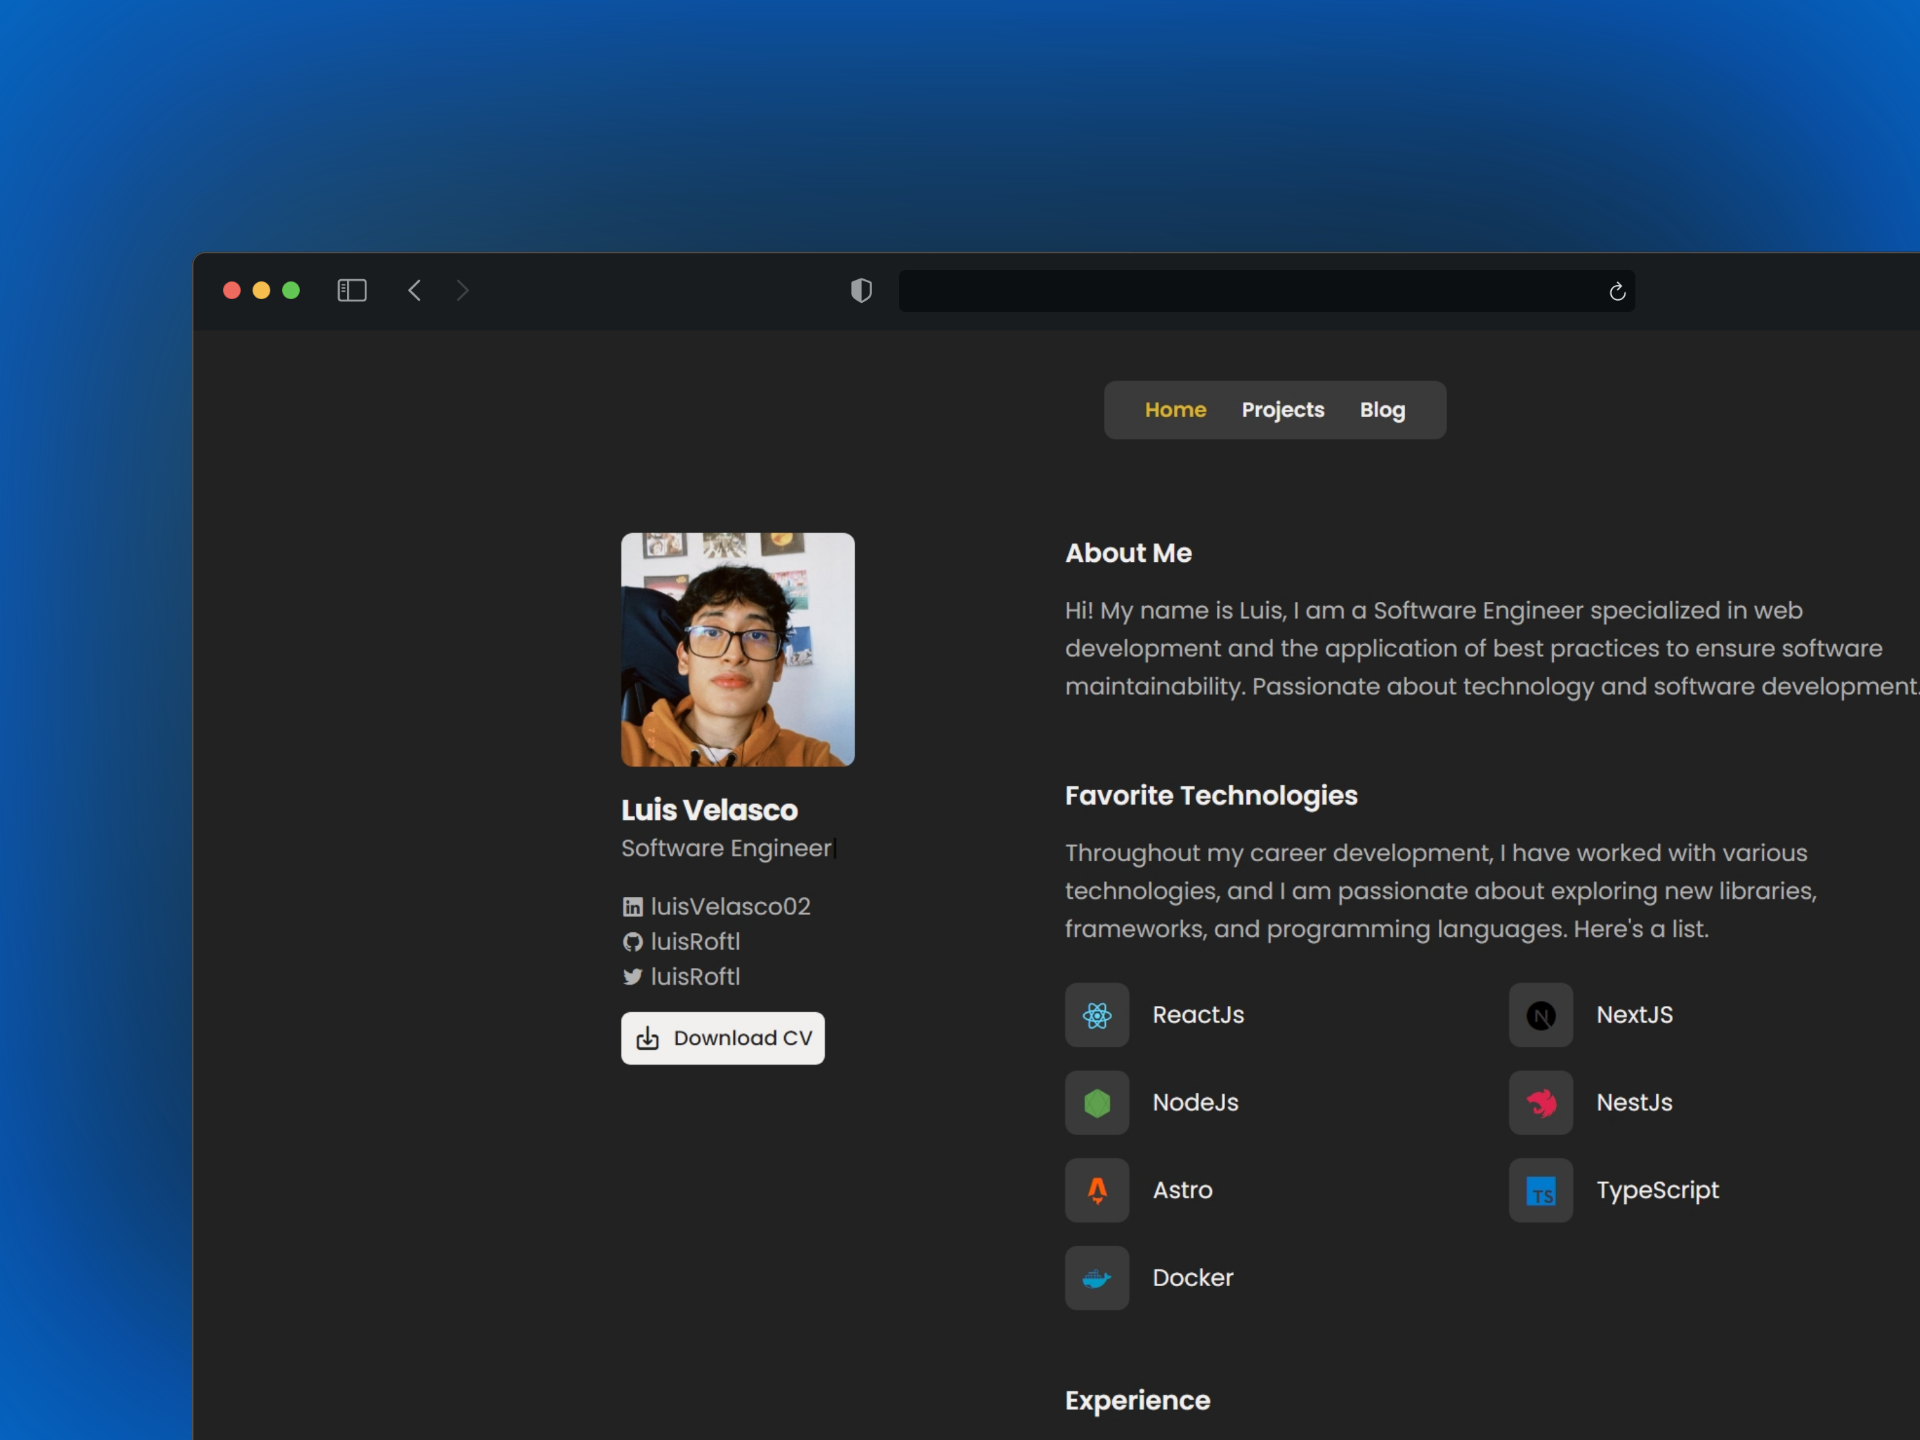 Home Projects Blog
Luis Velasco
Software Engineer
luisVelasco02
luisRoftl
luisRoftl
Download CV
About Me
Hi! My name is Luis, I am a Software Engineer specialized in web
development and the application of best practices to ensure software
maintainability. Passionate about technology and software development.
Favorite Technologies
Throughout my career development, I have worked with various
technologies, and I am passionate about exploring new libraries,
frameworks, and programming languages. Here's a list.
ReactJs
N NextJS
NodeJs
NestJs
Astro
TS TypeScript
Docker
Experience